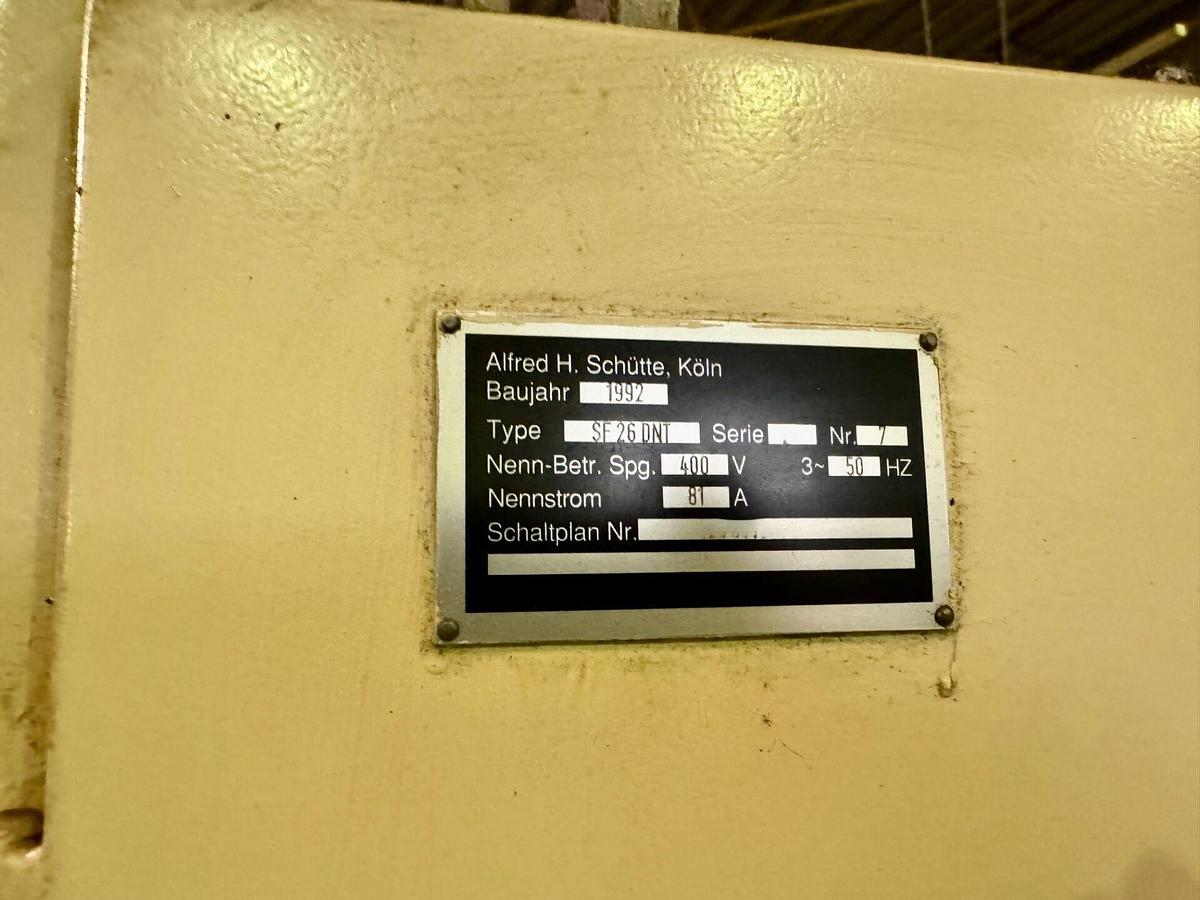 Alfred H. Schütte, Köln
Baujahr 1992
Type SF 26 DNT Serie Nr. 7
Nenn-Betr. Spg. 400 V 3~ 50 HZ
Nennstrom 81 A
Schaltplan Nr.